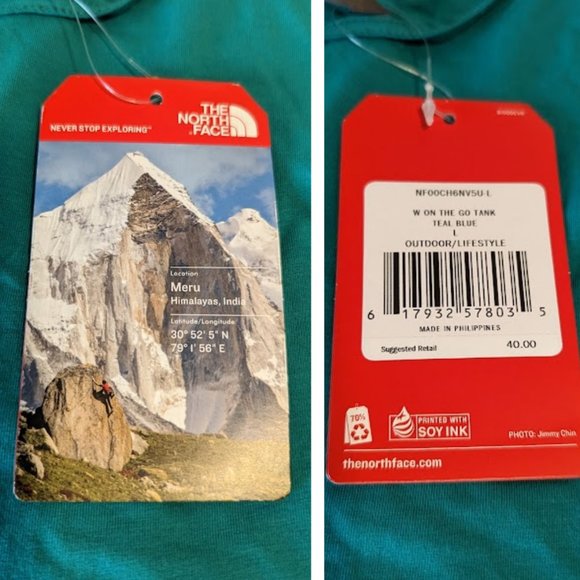 THE
NORTH
FACE
NEVER STOP EXPLORING™
Location:
Meru
Himalayas, India
Latitude/Longitude:
30° 52' 5" N
79° 1' 56" E
NF00CH6NV5U-L
W ON THE GO TANK
TEAL BLUE
L
OUTDOOR/LIFESTYLE
6 17932 57803 5
MADE IN PHILIPPINES
Suggested Retail 40.00
70%
PRINTED WITH
SOY INK
PHOTO: Jimmy Chin
thenorthface.com